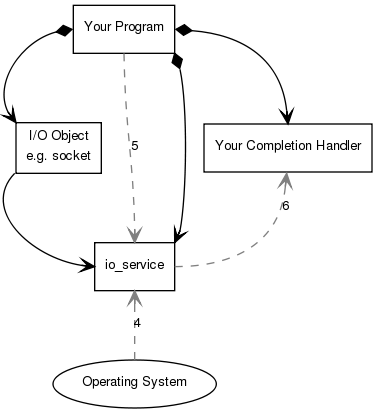 Your Program
I/O Object
e.g. socket
5
Your Completion Handler
6
io_service
4
Operating System